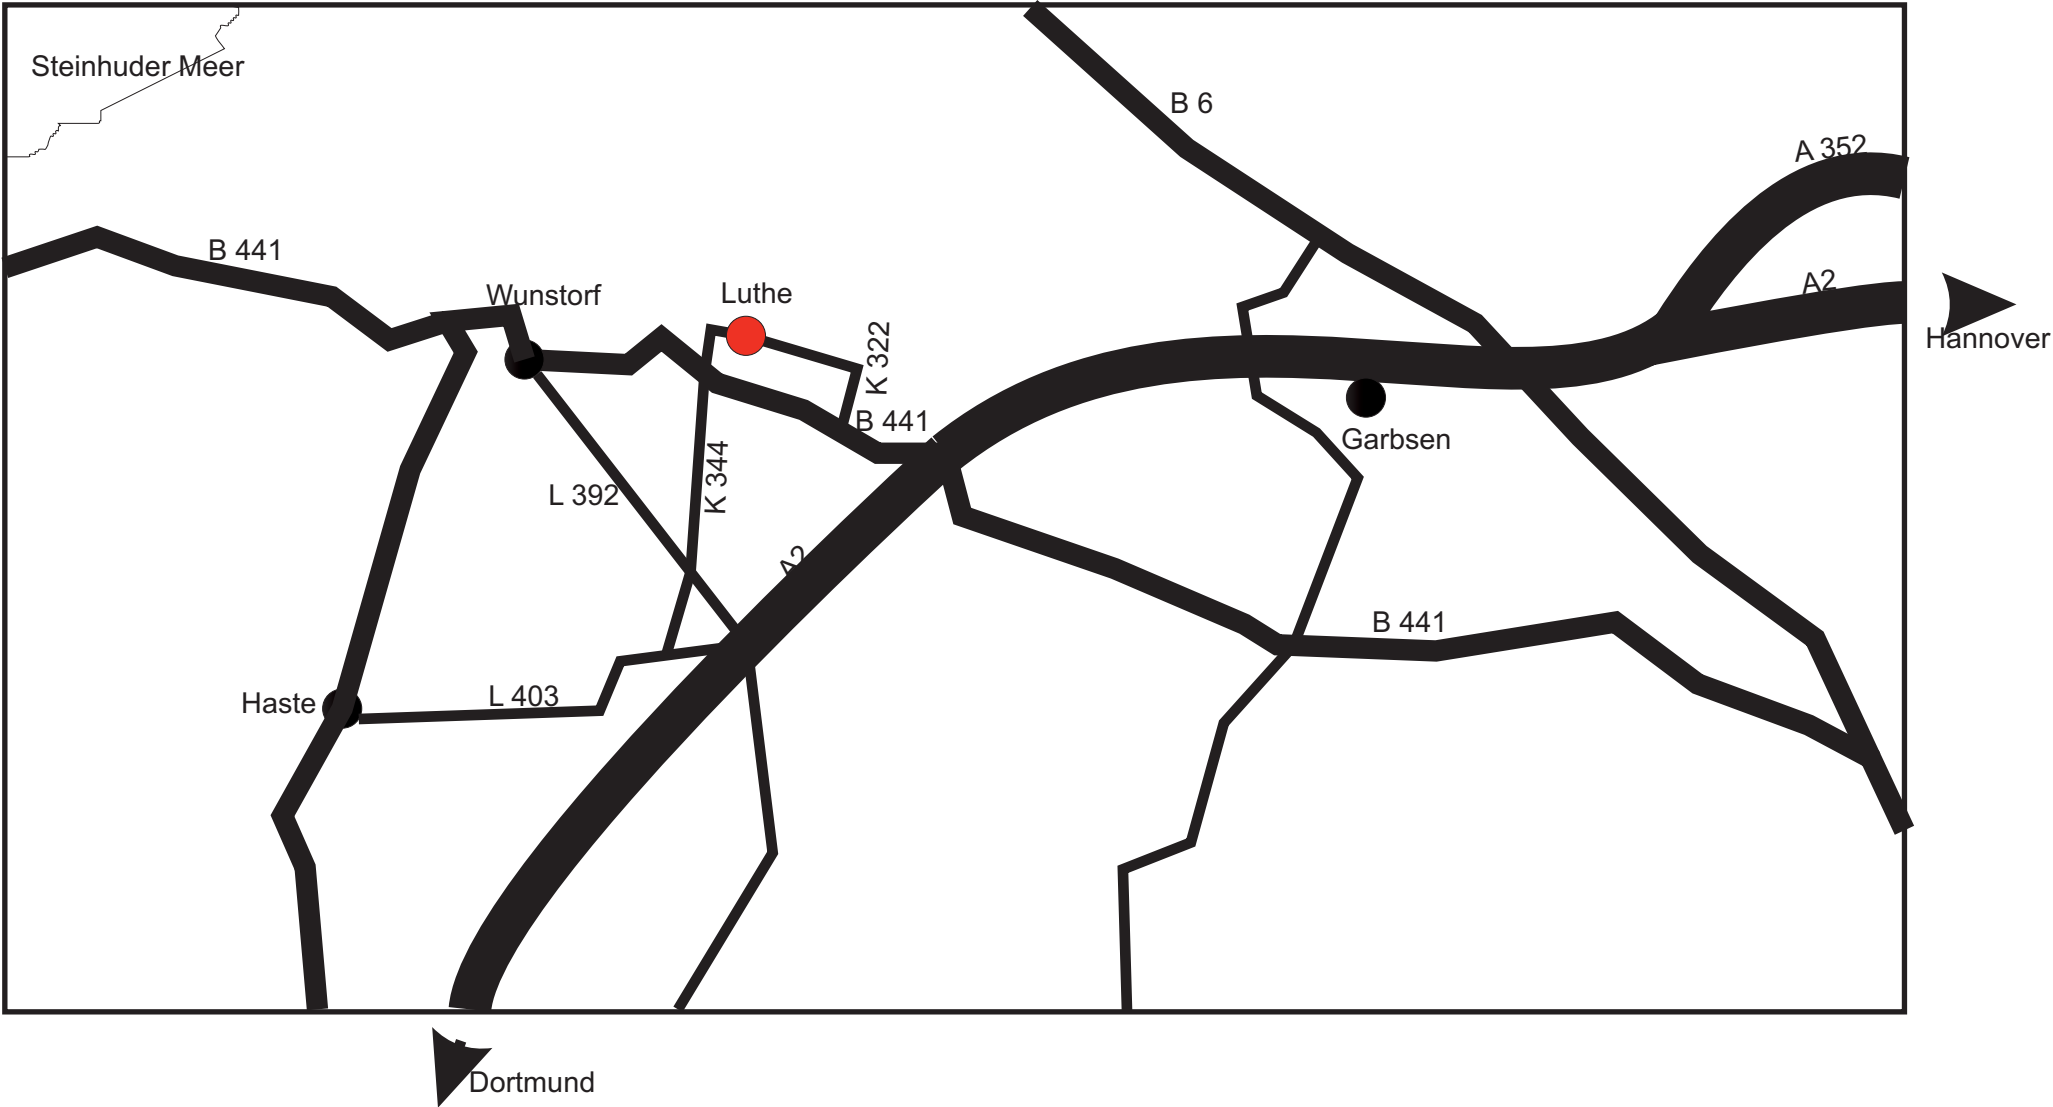 Steinhuder Meer
B 6
A 352
B 441
A2
Wunstorf
Luthe
Hannover
K 322
B 441
Garbsen
K 344
L 392
A2
B 441
Haste
L 403
Dortmund